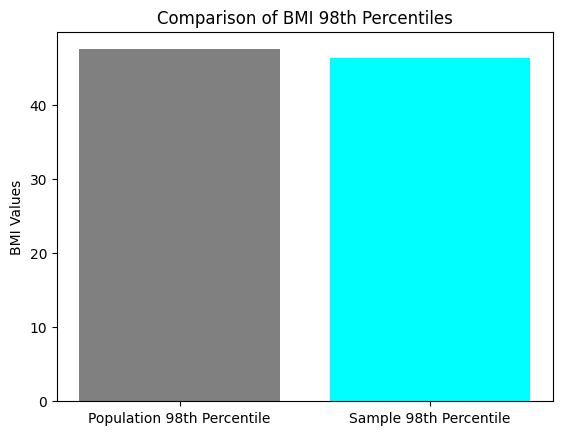 Comparison of BMI 98th Percentiles
BMI Values
40
30
20
10
0
Population 98th Percentile
Sample 98th Percentile